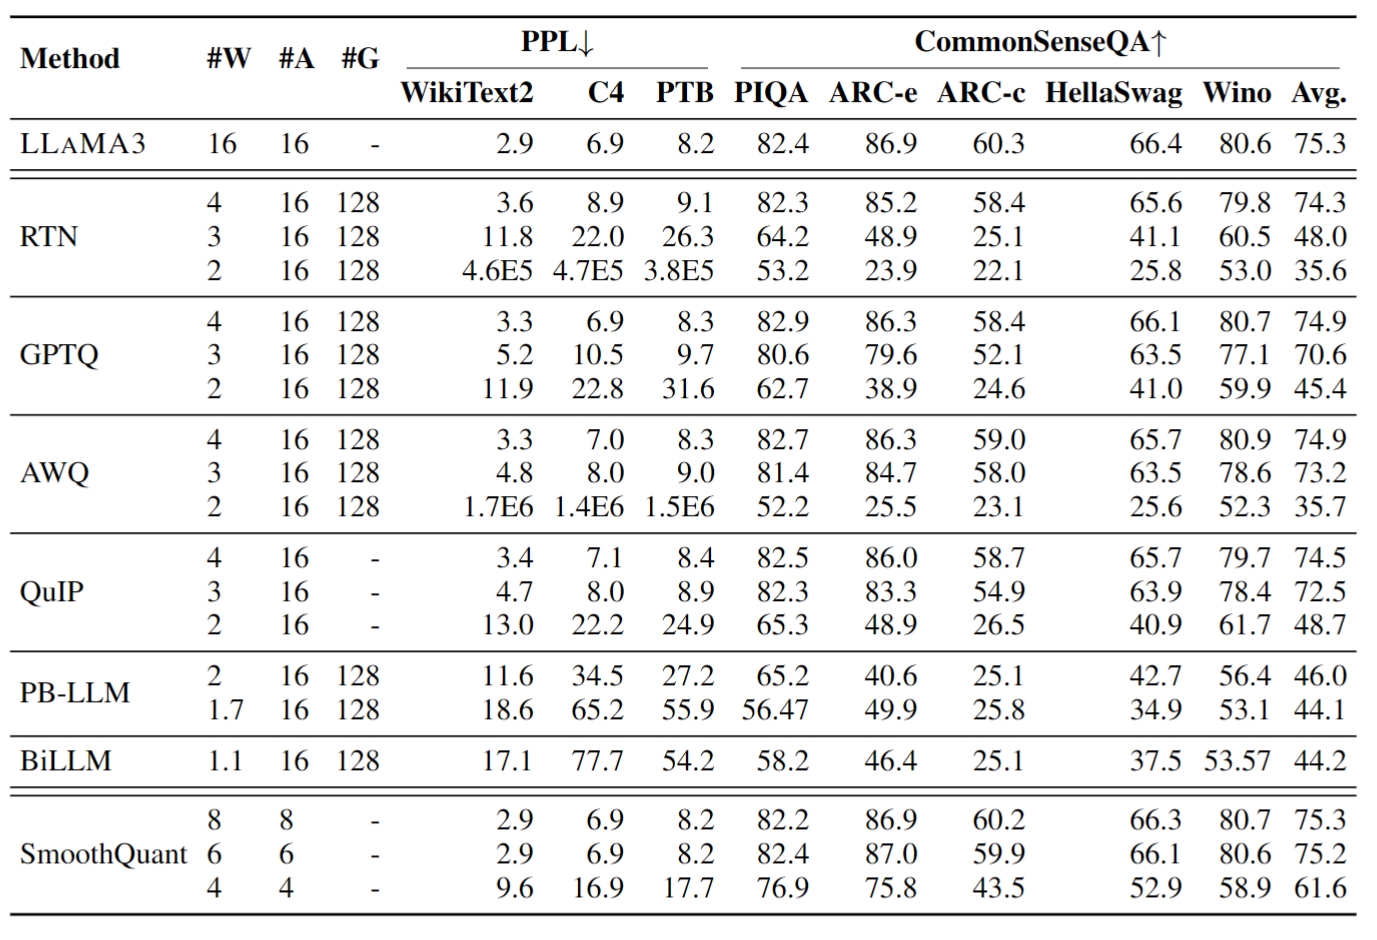 Method #W #A #G PPL↓ CommonSenseQA↑
WikiText2 C4 PTB PIQA ARC-e ARC-c HellaSwag Wino Avg.
LLAMA3 16 16 - 2.9 6.9 8.2 82.4 86.9 60.3 66.4 80.6 75.3
4 16 128 3.6 8.9 9.1 82.3 85.2 58.4 65.6 79.8 74.3
RTN 3 16 128 11.8 22.0 26.3 64.2 48.9 25.1 41.1 60.5 48.0
2 16 128 4.6E5 4.7E5 3.8E5 53.2 23.9 22.1 25.8 53.0 35.6
4 16 128 3.3 6.9 8.3 82.9 86.3 58.4 66.1 80.7 74.9
GPTQ 3 16 128 5.2 10.5 9.7 80.6 79.6 52.1 63.5 77.1 70.6
2 16 128 11.9 22.8 31.6 62.7 38.9 24.6 41.0 59.9 45.4
4 16 128 3.3 7.0 8.3 82.7 86.3 59.0 65.7 80.9 74.9
AWQ 3 16 128 4.8 8.0 9.0 81.4 84.7 58.0 63.5 78.6 73.2
2 16 128 1.7E6 1.4E6 1.5E6 52.2 25.5 23.1 25.6 52.3 35.7
4 16 - 3.4 7.1 8.4 82.5 86.0 58.7 65.7 79.7 74.5
QuIP 3 16 - 4.7 8.0 8.9 82.3 83.3 54.9 63.9 78.4 72.5
2 16 - 13.0 22.2 24.9 65.3 48.9 26.5 40.9 61.7 48.7
PB-LLM 2 16 128 11.6 34.5 27.2 65.2 40.6 25.1 42.7 56.4 46.0
1.7 16 128 18.6 65.2 55.9 56.47 49.9 25.8 34.9 53.1 44.1
BiLLM 1.1 16 128 17.1 77.7 54.2 58.2 46.4 25.1 37.5 53.57 44.2
8 8 - 2.9 6.9 8.2 82.2 86.9 60.2 66.3 80.7 75.3
SmoothQuant 6 6 - 2.9 6.9 8.2 82.4 87.0 59.9 66.1 80.6 75.2
4 4 - 9.6 16.9 17.7 76.9 75.8 43.5 52.9 58.9 61.6